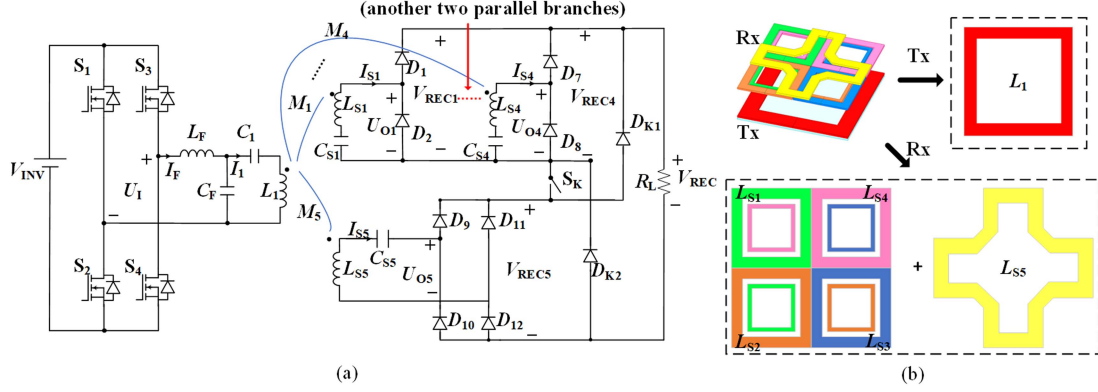 (another two parallel branches)
M4
S1
S3
D1
D7
IS1
IS4
M1
LS1
VREC1
LS4
VREC4
UO1
D2
UO4
D8
DK1
CS1
CS4
LF
C1
VINV
IF
I1
UI
CF
L1
SK
RL
VREC
M5
D9
D11
IS5
CS5
S2
S4
LS5
UO5
VREC5
DK2
D10
D12
(a)
Rx
Tx
Tx
L1
Rx
LS1
LS4
LS5
LS2
LS3
(b)